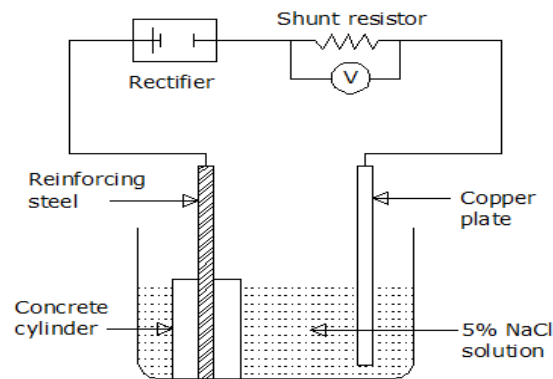 Shunt resistor
V
Rectifier
Reinforcing
steel
Copper
plate
Concrete
cylinder
5% NaCl
solution